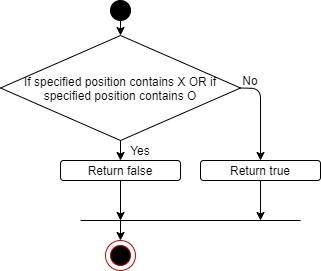 If specified position contains X OR if
specified position contains O
No
Yes
Return false
Return true